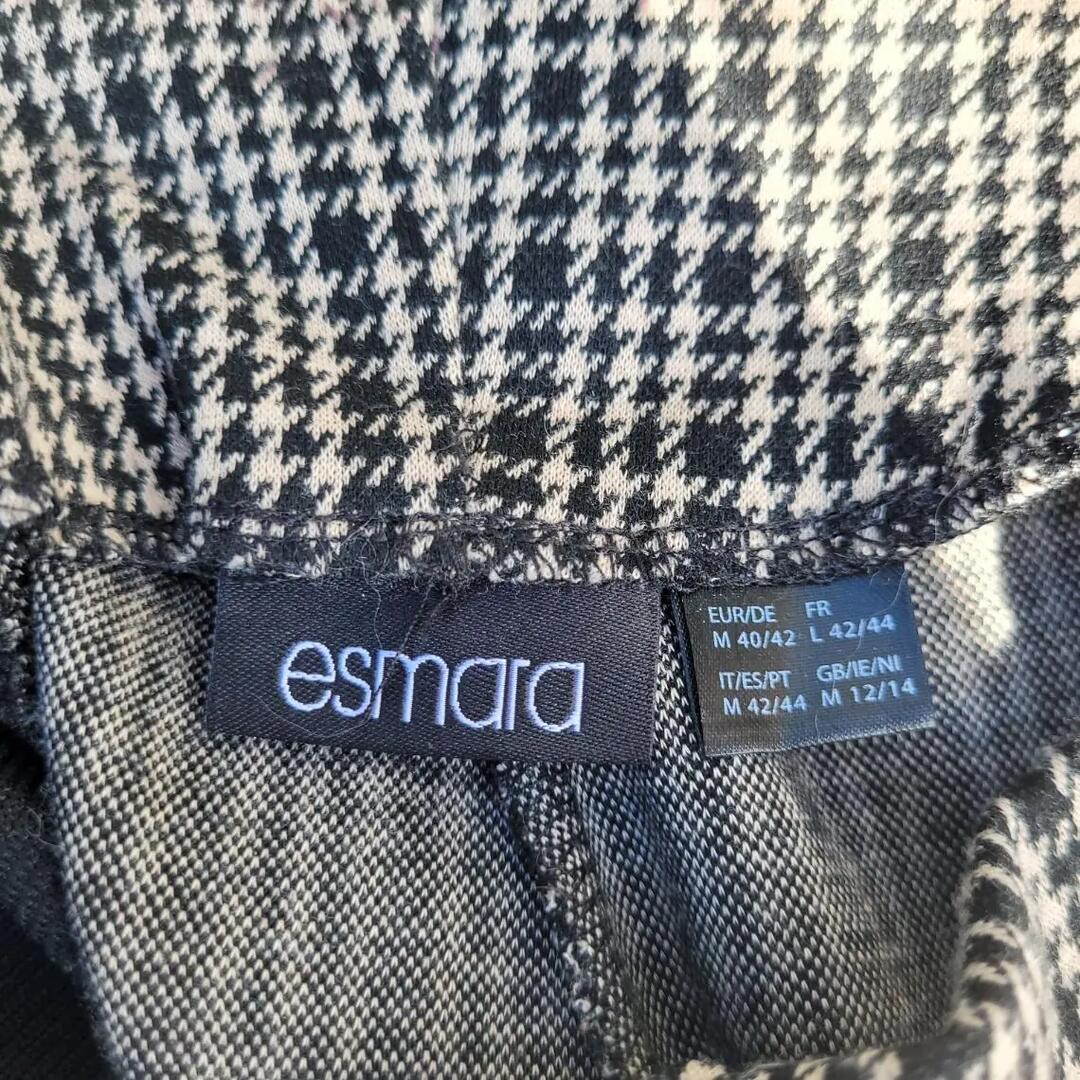 esmara
EUR/DE FR
M 40/42 L 42/44
IT/ES/PT GB/IE/NI
M 42/44 M 12/14